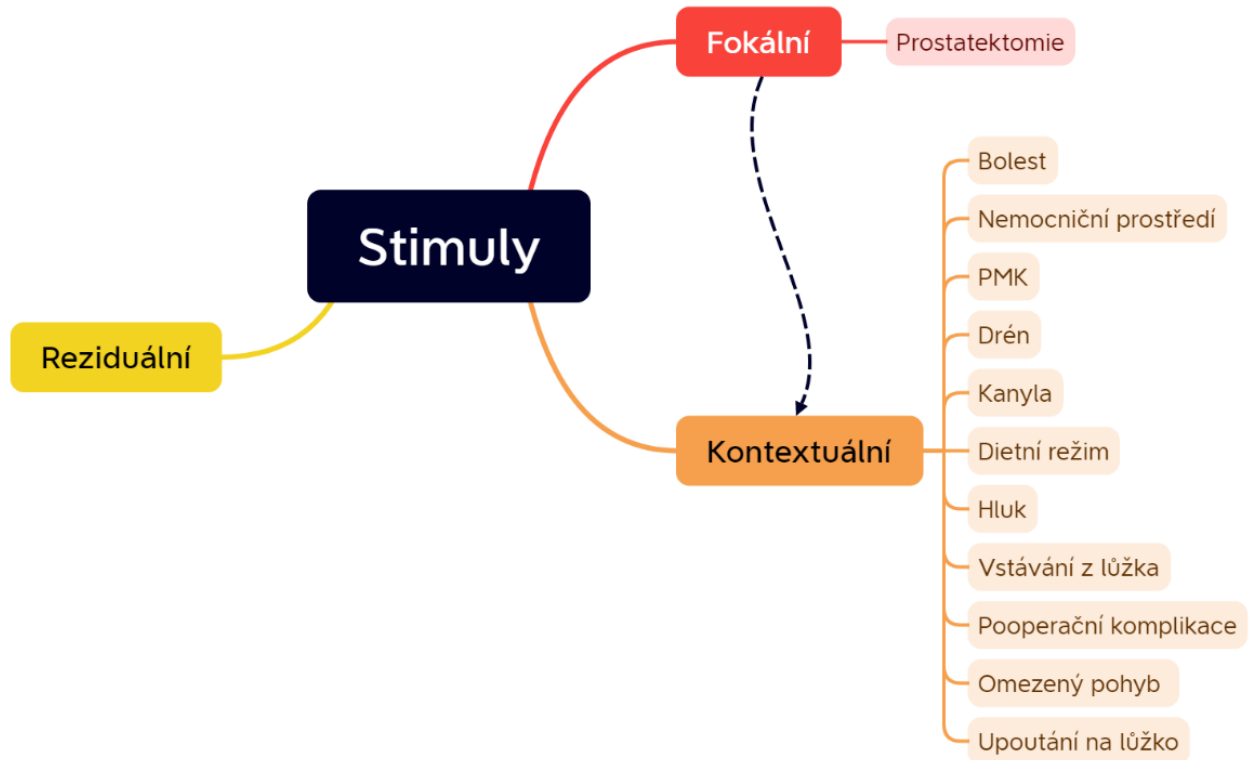 Fokální
Prostatektomie
Stimuly
Reziduální
Kontextuální
Bolest
Nemocniční prostředí
PMK
Drén
Kanyla
Dietní režim
Hluk
Vstávání z lůžka
Pooperační komplikace
Omezený pohyb
Upoutání na lůžko